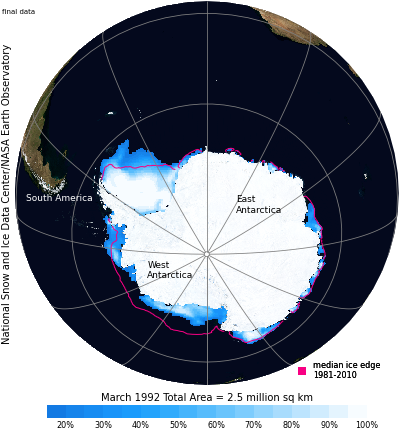 final data
National Snow and Ice Data Center/NASA Earth Observatory
South America
East
Antarctica
West
Antarctica
median ice edge
1981-2010
March 1992 Total Area = 2.5 million sq km
20% 30% 40% 50% 60% 70% 80% 90% 100%